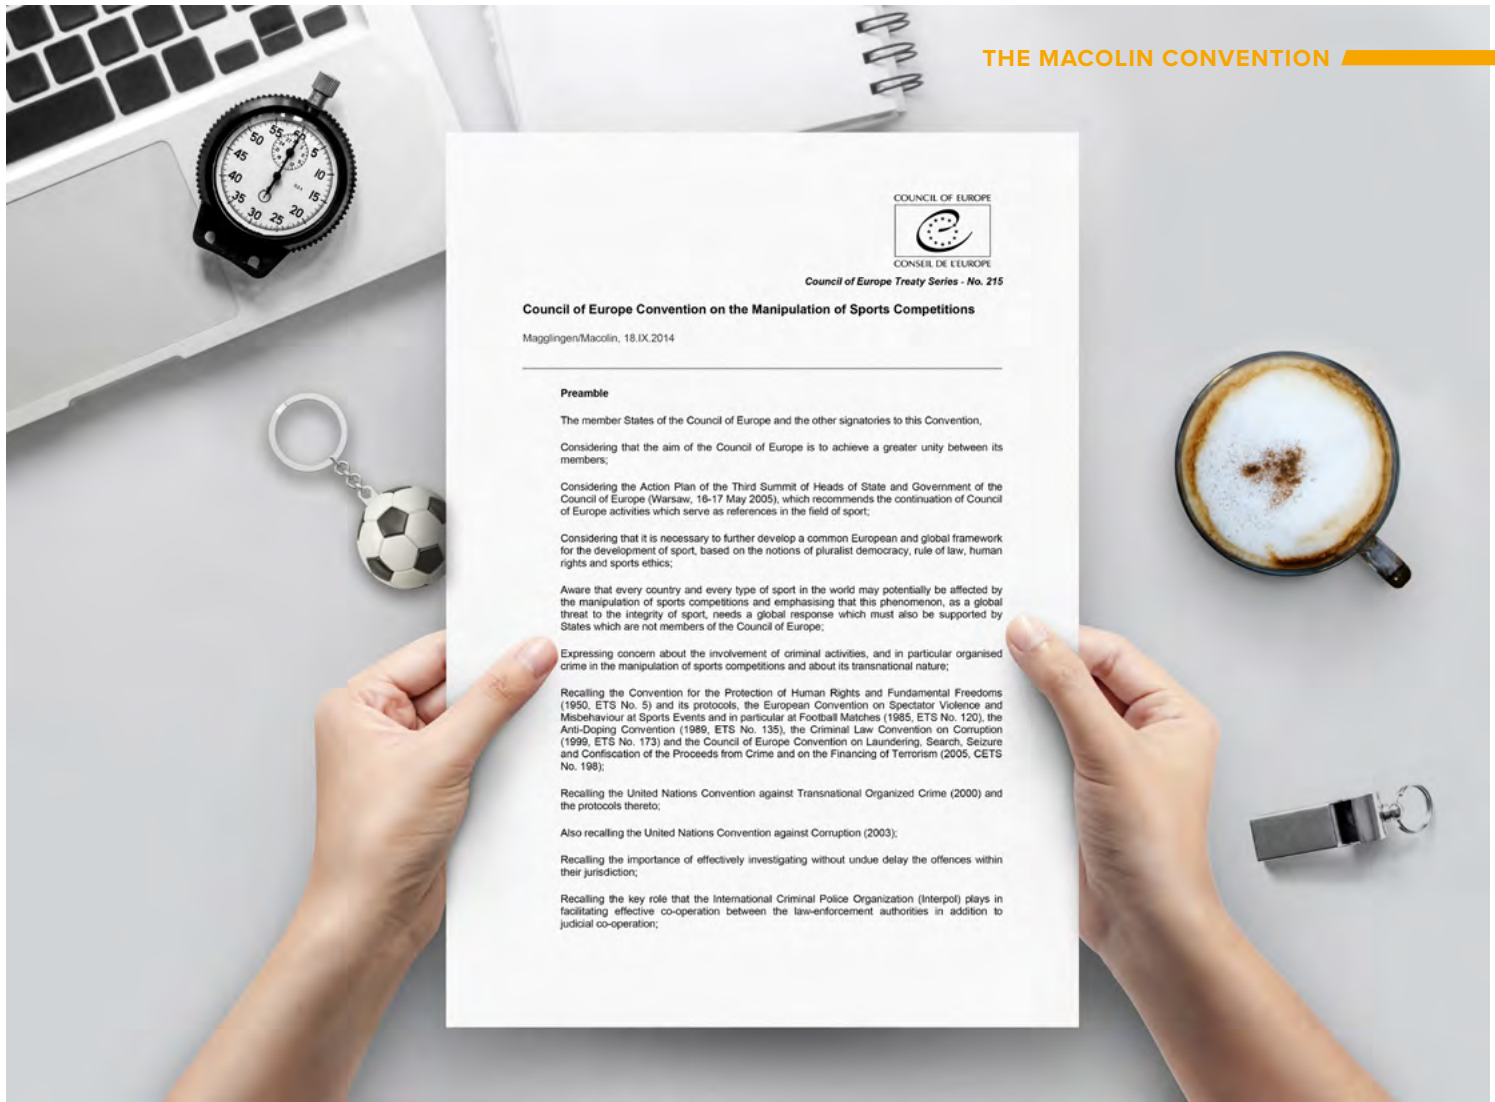 THE MACOLIN CONVENTION
55
60
50
5
45
10
40
15
35
20
30
25
COUNCIL OF EUROPE
CONSEIL DE L'EUROPE
Council of Europe Treaty Series - No. 215
Council of Europe Convention on the Manipulation of Sports Competitions
Magglingen/Macolin, 18.IX.2014
Preamble
The member States of the Council of Europe and the other signatories to this Convention,
Considering that the aim of the Council of Europe is to achieve a greater unity between its
members;
Considering the Action Plan of the Third Summit of Heads of State and Government of the
Council of Europe (Warsaw, 16-17 May 2005), which recommends the continuation of Council
of Europe activities which serve as references in the field of sport;
Considering that it is necessary to further develop a common European and global framework
for the development of sport, based on the notions of pluralist democracy, rule of law, human
rights and sports ethics;
Aware that every country and every type of sport in the world may potentially be affected by
the manipulation of sports competitions and emphasising that this phenomenon, as a global
threat to the integrity of sport, needs a global response which must also be supported by
States which are not members of the Council of Europe;
Expressing concern about the involvement of criminal activities, and in particular organised
crime in the manipulation of sports competitions and about its transnational nature;
Recalling the Convention for the Protection of Human Rights and Fundamental Freedoms
(1950, ETS No. 5) and its protocols, the European Convention on Spectator Violence and
Misbehaviour at Sports Events and in particular at Football Matches (1985, ETS No. 120), the
Anti-Doping Convention (1989, ETS No. 135), the Criminal Law Convention on Corruption
(1999, ETS No. 173) and the Council of Europe Convention on Laundering, Search, Seizure
and Confiscation of the Proceeds from Crime and on the Financing of Terrorism (2005, CETS
No. 198);
Recalling the United Nations Convention against Transnational Organized Crime (2000) and
the protocols thereto;
Also recalling the United Nations Convention against Corruption (2003);
Recalling the importance of effectively investigating without undue delay the offences within
their jurisdiction;
Recalling the key role that the International Criminal Police Organization (Interpol) plays in
facilitating effective co-operation between the law-enforcement authorities in addition to
judicial co-operation;